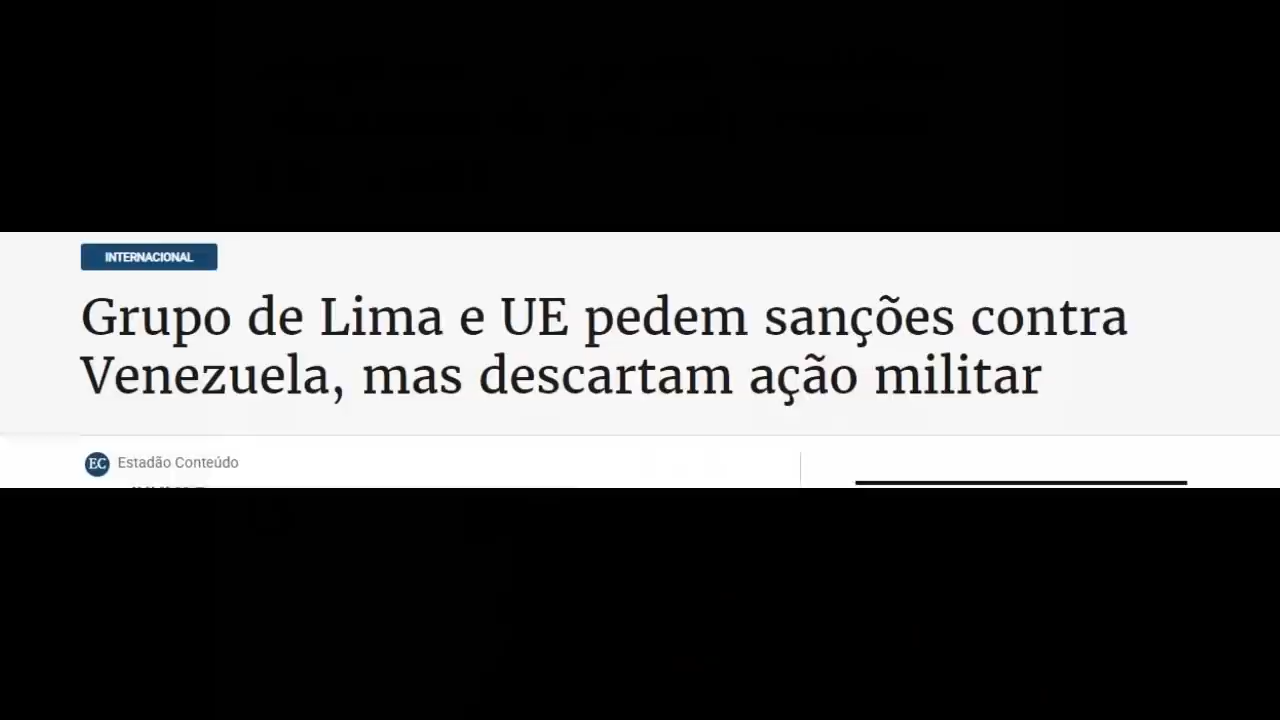 INTERNACIONAL
Grupo de Lima e UE pedem sanções contra
Venezuela, mas descartam ação militar
EC Estadão Conteúdo